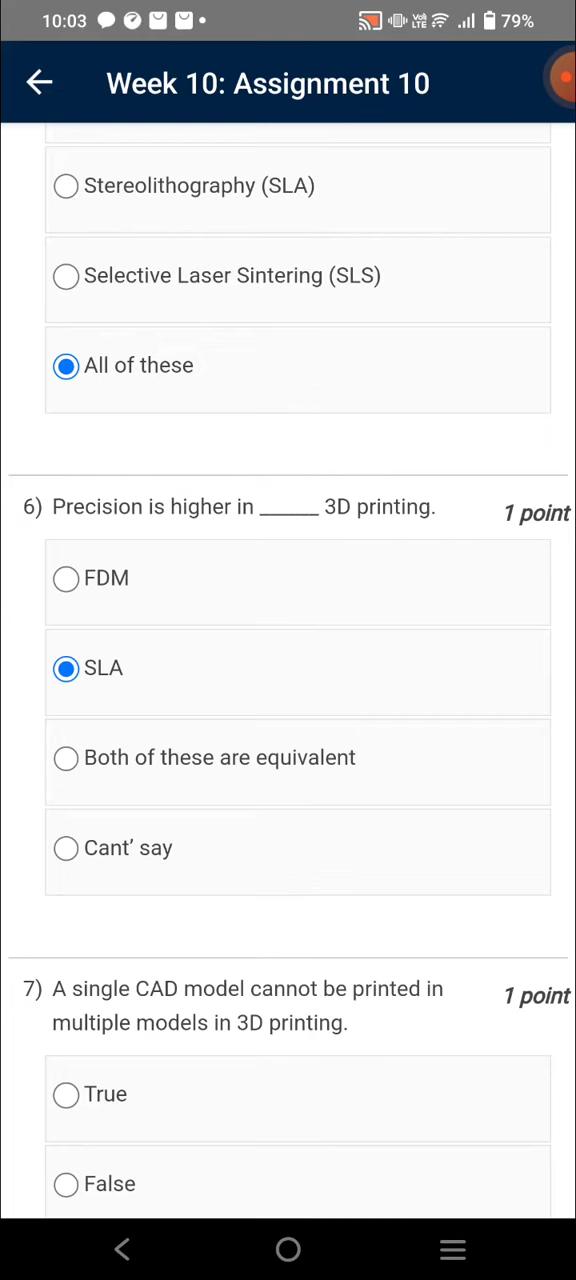 10:03 Vo) LTE 79%
Week 10: Assignment 10
Stereolithography (SLA)
Selective Laser Sintering (SLS)
All of these
6) Precision is higher in ______ 3D printing. 1 point
FDM
SLA
Both of these are equivalent
Cant’ say
7) A single CAD model cannot be printed in 1 point
multiple models in 3D printing.
True
False